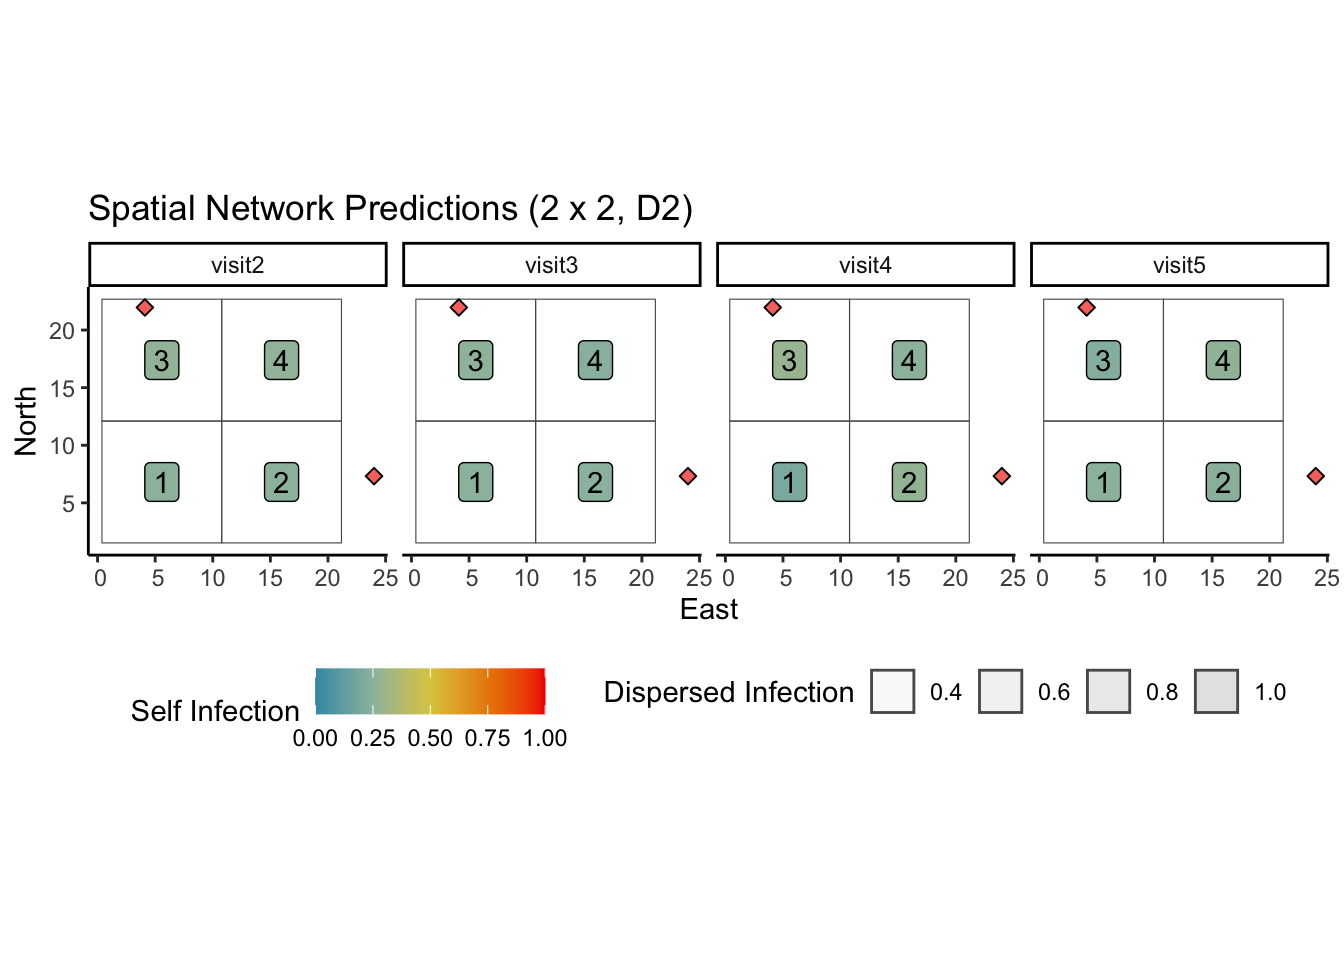 Spatial Network Predictions (2 x 2, D2)
visit2 visit3 visit4 visit5
20
15
10
5
North
3 4 3 4 3 4 3 4
1 2 1 2 1 2 1 2
0 5 10 15 20 25 0 5 10 15 20 25 0 5 10 15 20 25 0 5 10 15 20 25
East
Self Infection
0.00 0.25 0.50 0.75 1.00
Dispersed Infection 0.4 0.6 0.8 1.0